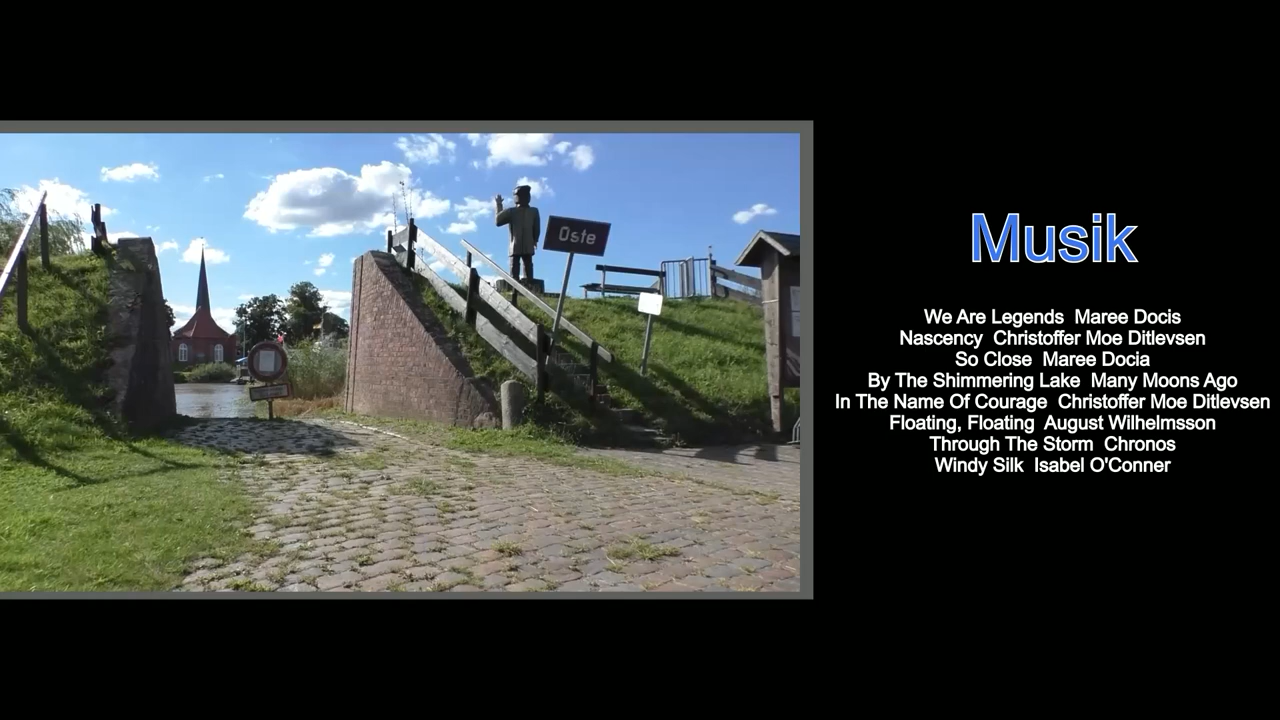 Oste
Musik
We Are Legends Maree Docis
Nascency Christoffer Moe Ditlevsen
So Close Maree Docia
By The Shimmering Lake Many Moons Ago
In The Name Of Courage Christoffer Moe Ditlevsen
Floating, Floating August Wilhelmsson
Through The Storm Chronos
Windy Silk Isabel O'Conner